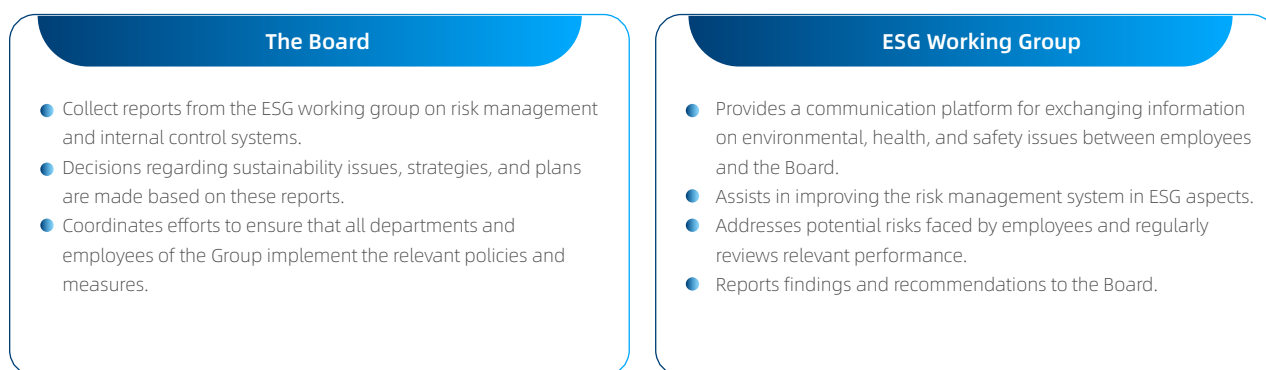 The Board
Collect reports from the ESG working group on risk management
and internal control systems.
Decisions regarding sustainability issues, strategies, and plans
are made based on these reports.
Coordinates efforts to ensure that all departments and
employees of the Group implement the relevant policies and
measures.
ESG Working Group
Provides a communication platform for exchanging information
on environmental, health, and safety issues between employees
and the Board.
Assists in improving the risk management system in ESG aspects.
Addresses potential risks faced by employees and regularly
reviews relevant performance.
Reports findings and recommendations to the Board.